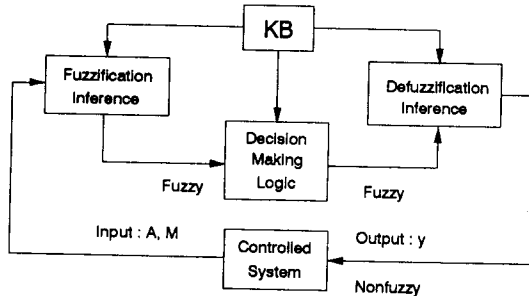 KB
Fuzzification
Inference
Defuzzification
Inference
Decision
Making
Logic
Fuzzy
Fuzzy
Input : A, M
Controlled
System
Output : y
Nonfuzzy